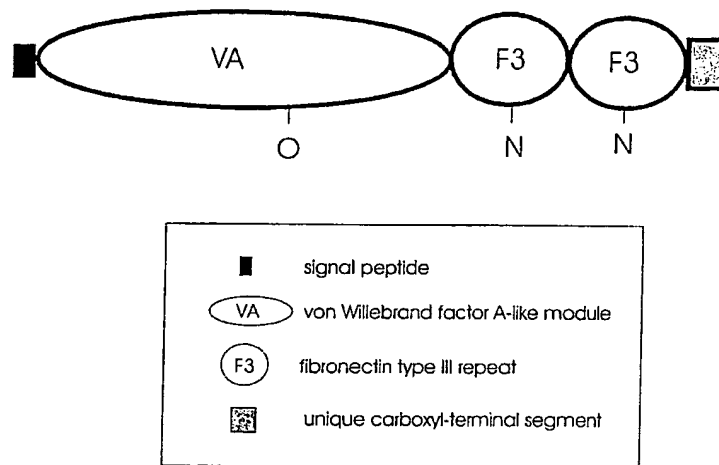 VA F3 F3
O N N
signal peptide
VA von Willebrand factor A-like module
F3 fibronectin type III repeat
unique carboxyl-terminal segment